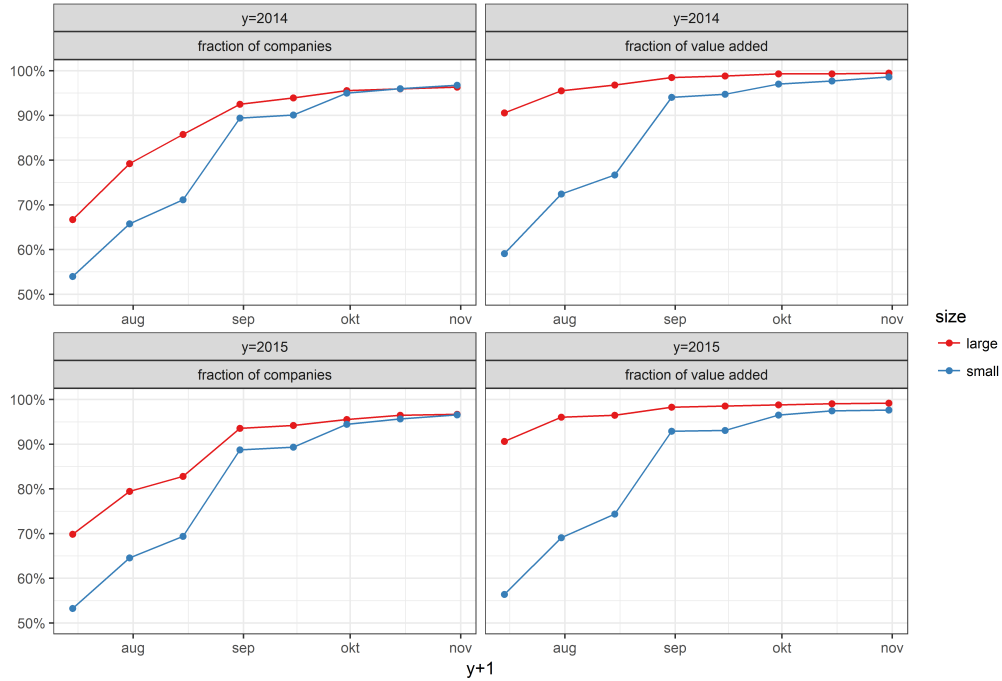 y=2014
fraction of companies
100%
90%
80%
70%
60%
50%
aug sep okt nov
y=2014
fraction of value added
aug sep okt nov
y=2015
fraction of companies
100%
90%
80%
70%
60%
50%
aug sep okt nov
y=2015
fraction of value added
aug sep okt nov
y+1
size
large
small